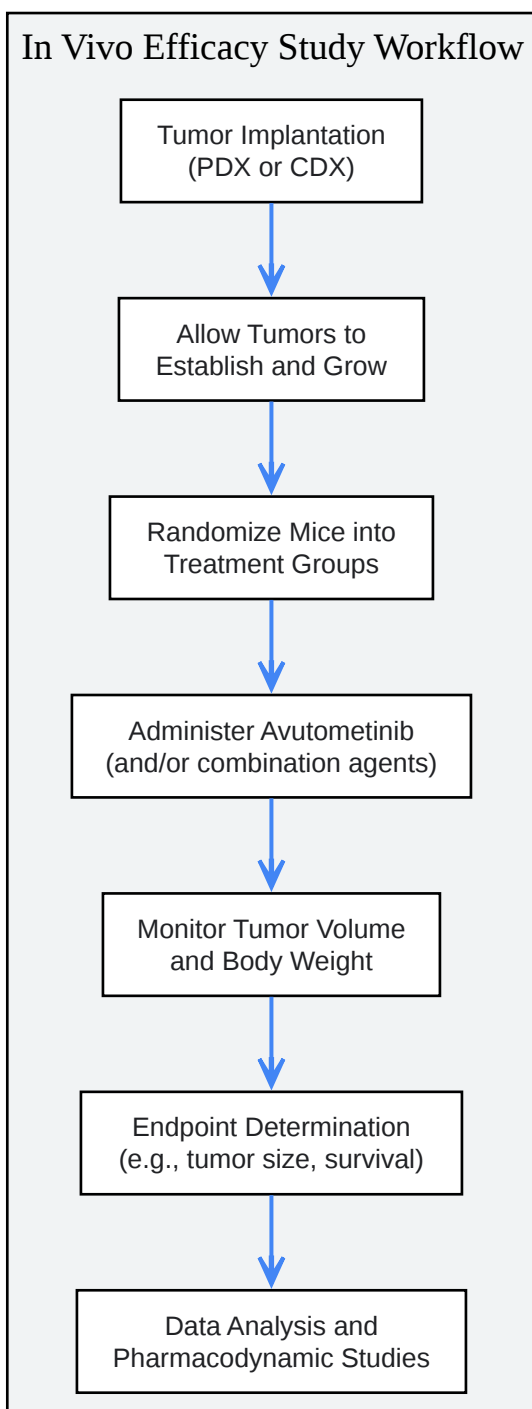 In Vivo Efficacy Study Workflow
Tumor Implantation
(PDX or CDX)
Allow Tumors to
Establish and Grow
Randomize Mice into
Treatment Groups
Administer Avutometinib
(and/or combination agents)
Monitor Tumor Volume
and Body Weight
Endpoint Determination
(e.g., tumor size, survival)
Data Analysis and
Pharmacodynamic Studies